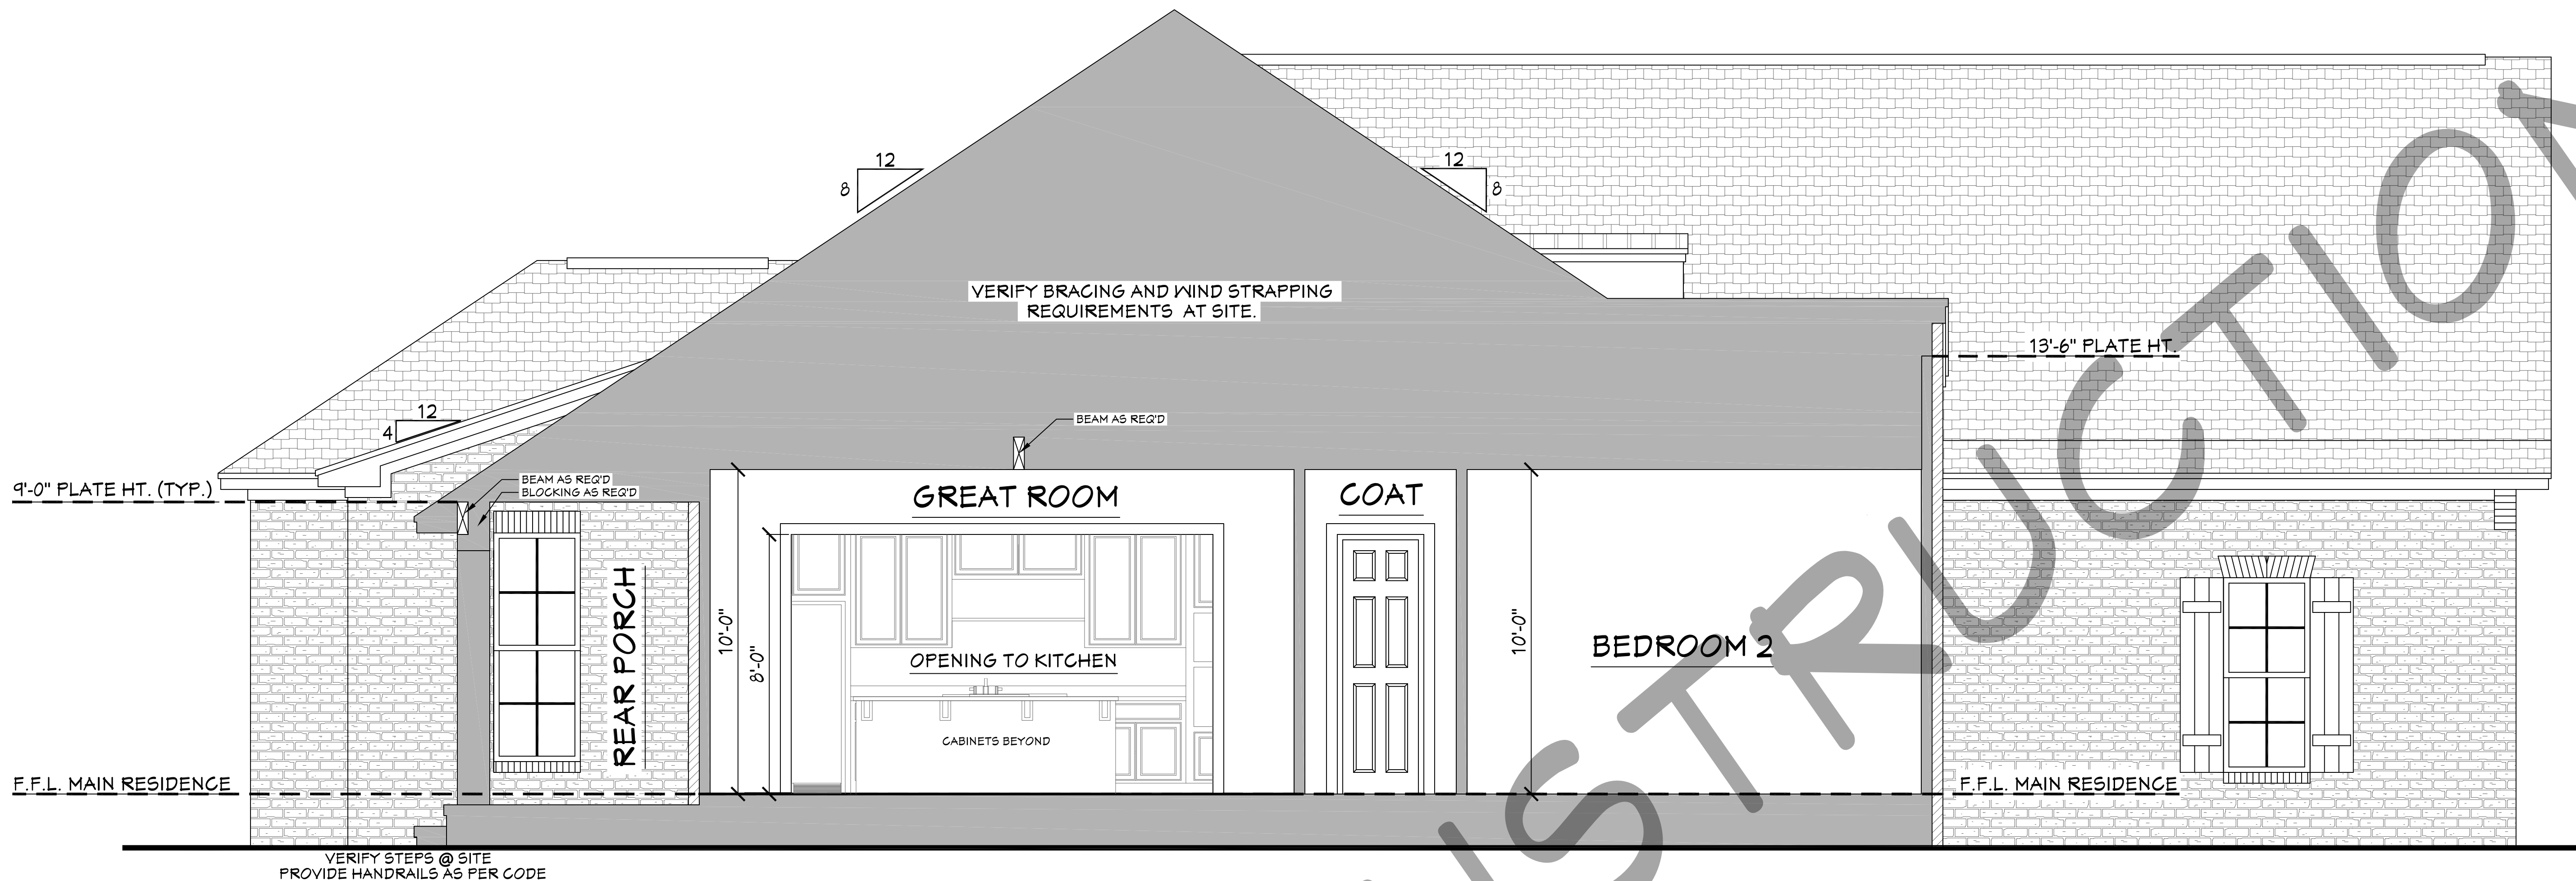 12
8
12
8
VERIFY BRACING AND WIND STRAPPING
REQUIREMENTS AT SITE.
13'-6" PLATE HT.
12
4
BEAM AS REQ'D
9'-0" PLATE HT. (TYP.)
BEAM AS REQ'D
BLOCKING AS REQ'D
GREAT ROOM
COAT
REAR PORCH
10'-0"
8'-0"
OPENING TO KITCHEN
10'-0"
BEDROOM 2
CABINETS BEYOND
F.F.L. MAIN RESIDENCE
F.F.L. MAIN RESIDENCE
VERIFY STEPS @ SITE
PROVIDE HANDRAILS AS PER CODE
STRUCTION